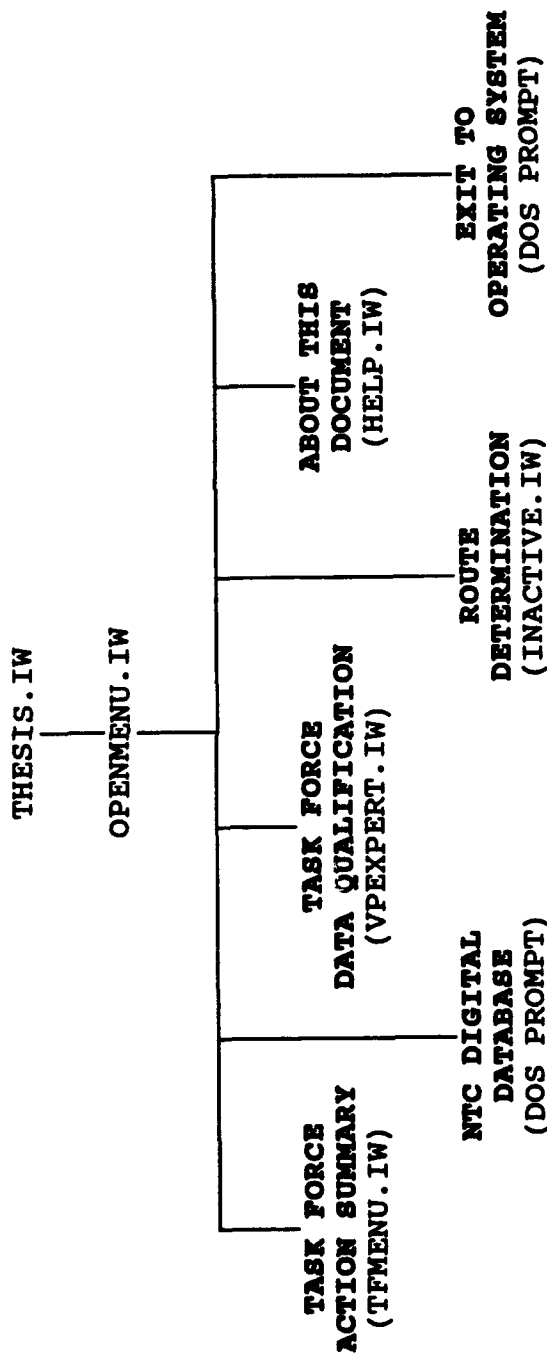 THESIS.IW
OPENMENU.IW
TASK FORCE
ACTION SUMMARY
(TFMENU.IW)
NTC DIGITAL
DATABASE
(DOS PROMPT)
TASK FORCE
DATA QUALIFICATION
(VPEXPERT.IW)
ROUTE
DETERMINATION
(INACTIVE.IW)
ABOUT THIS
DOCUMENT
(HELP.IW)
EXIT TO
OPERATING SYSTEM
(DOS PROMPT)